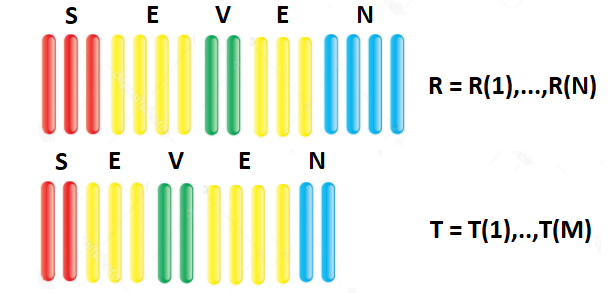 S E V E N
R = R(1),...,R(N)
S E V E N
T = T(1),..,T(M)